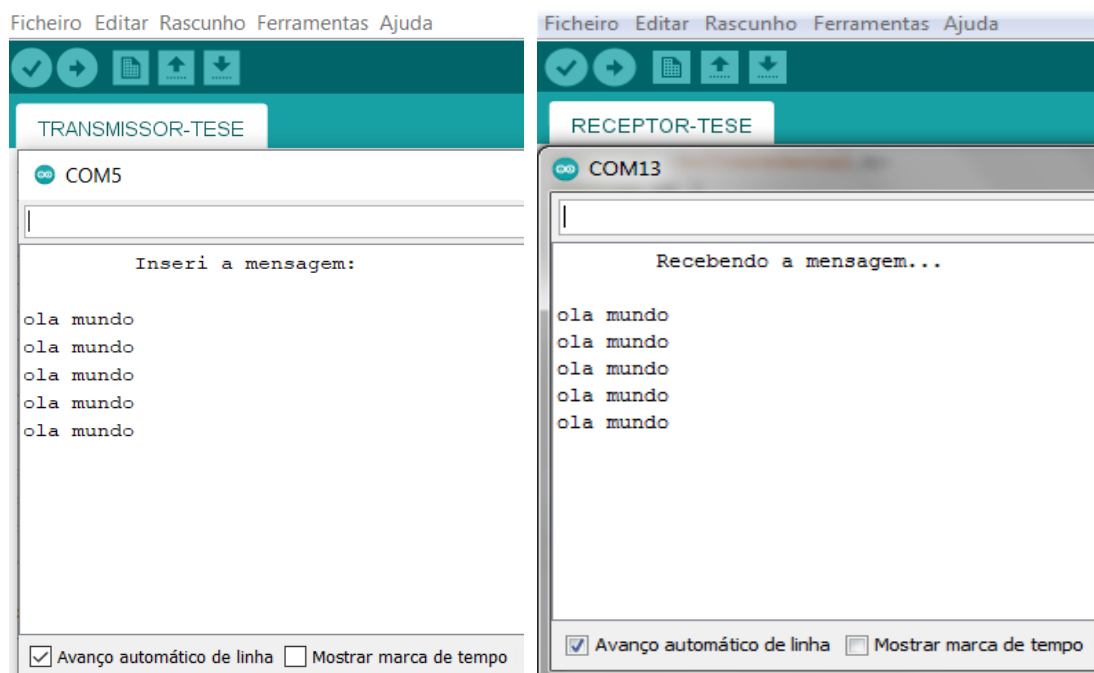 Ficheiro Editar Rascunho Ferramentas Ajuda
TRANSMISSOR-TESE
COM5
Inseri a mensagem:
ola mundo
ola mundo
ola mundo
ola mundo
ola mundo
Avanço automático de linha Mostrar marca de tempo
Ficheiro Editar Rascunho Ferramentas Ajuda
RECEPTOR-TESE
COM13
Recebendo a mensagem...
ola mundo
ola mundo
ola mundo
ola mundo
ola mundo
Avanço automático de linha Mostrar marca de tempo